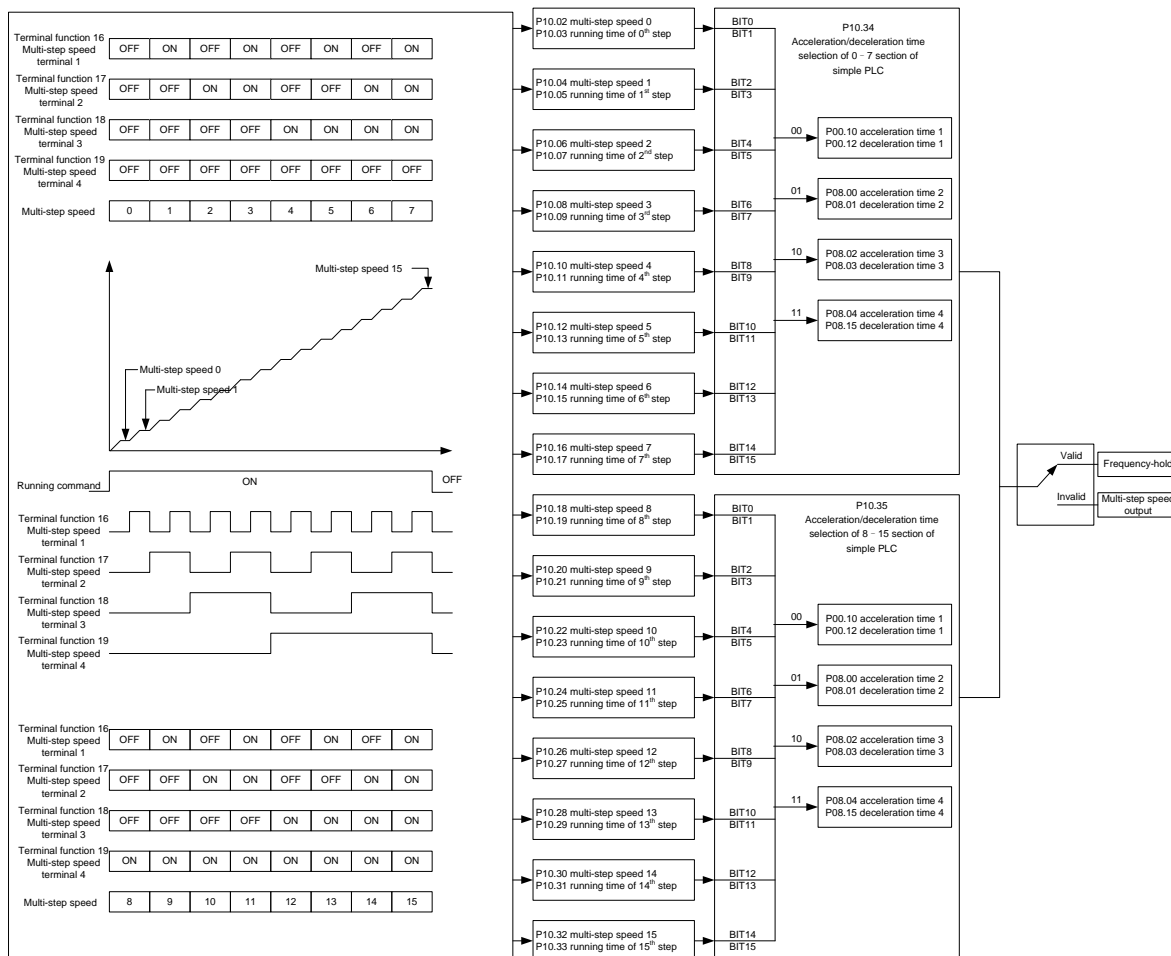 Terminal function 16
Multi-step speed
terminal 1
OFF ON OFF ON OFF ON OFF ON
Terminal function 17
Multi-step speed
terminal 2
OFF OFF ON ON OFF OFF ON ON
Terminal function 18
Multi-step speed
terminal 3
OFF OFF OFF OFF ON ON ON ON
Terminal function 19
Multi-step speed
terminal 4
OFF OFF OFF OFF OFF OFF OFF OFF
Multi-step speed
0 1 2 3 4 5 6 7
Multi-step speed 15
Multi-step speed 0
Multi-step speed 1
Running command
ON
OFF
Terminal function 16
Multi-step speed
terminal 1
Terminal function 17
Multi-step speed
terminal 2
Terminal function 18
Multi-step speed
terminal 3
Terminal function 19
Multi-step speed
terminal 4
Terminal function 16
Multi-step speed
terminal 1
OFF ON OFF ON OFF ON OFF ON
Terminal function 17
Multi-step speed
terminal 2
OFF OFF ON ON OFF OFF ON ON
Terminal function 18
Multi-step speed
terminal 3
OFF OFF OFF OFF ON ON ON ON
Terminal function 19
Multi-step speed
terminal 4
ON ON ON ON ON ON ON ON
Multi-step speed
8 9 10 11 12 13 14 15
P10.02 multi-step speed 0
P10.03 running time of 0th step
P10.04 multi-step speed 1
P10.05 running time of 1st step
P10.06 multi-step speed 2
P10.07 running time of 2nd step
P10.08 multi-step speed 3
P10.09 running time of 3rd step
P10.10 multi-step speed 4
P10.11 running time of 4th step
P10.12 multi-step speed 5
P10.13 running time of 5th step
P10.14 multi-step speed 6
P10.15 running time of 6th step
P10.16 multi-step speed 7
P10.17 running time of 7th step
P10.18 multi-step speed 8
P10.19 running time of 8th step
P10.20 multi-step speed 9
P10.21 running time of 9th step
P10.22 multi-step speed 10
P10.23 running time of 10th step
P10.24 multi-step speed 11
P10.25 running time of 11th step
P10.26 multi-step speed 12
P10.27 running time of 12th step
P10.28 multi-step speed 13
P10.29 running time of 13th step
P10.30 multi-step speed 14
P10.31 running time of 14th step
P10.32 multi-step speed 15
P10.33 running time of 15th step
BIT0
BIT1
BIT2
BIT3
BIT4
BIT5
BIT6
BIT7
BIT8
BIT9
BIT10
BIT11
BIT12
BIT13
BIT14
BIT15
P10.34
Acceleration/deceleration time
selection of 0 - 7 section of
simple PLC
00
P00.10 acceleration time 1
P00.12 deceleration time 1
01
P08.00 acceleration time 2
P08.01 deceleration time 2
10
P08.02 acceleration time 3
P08.03 deceleration time 3
11
P08.04 acceleration time 4
P08.15 deceleration time 4
BIT0
BIT1
BIT2
BIT3
BIT4
BIT5
BIT6
BIT7
BIT8
BIT9
BIT10
BIT11
BIT12
BIT13
BIT14
BIT15
P10.35
Acceleration/deceleration time
selection of 8 - 15 section of
simple PLC
00
P00.10 acceleration time 1
P00.12 deceleration time 1
01
P08.00 acceleration time 2
P08.01 deceleration time 2
10
P08.02 acceleration time 3
P08.03 deceleration time 3
11
P08.04 acceleration time 4
P08.15 deceleration time 4
Valid
Frequency-hold
Invalid
Multi-step speed
output